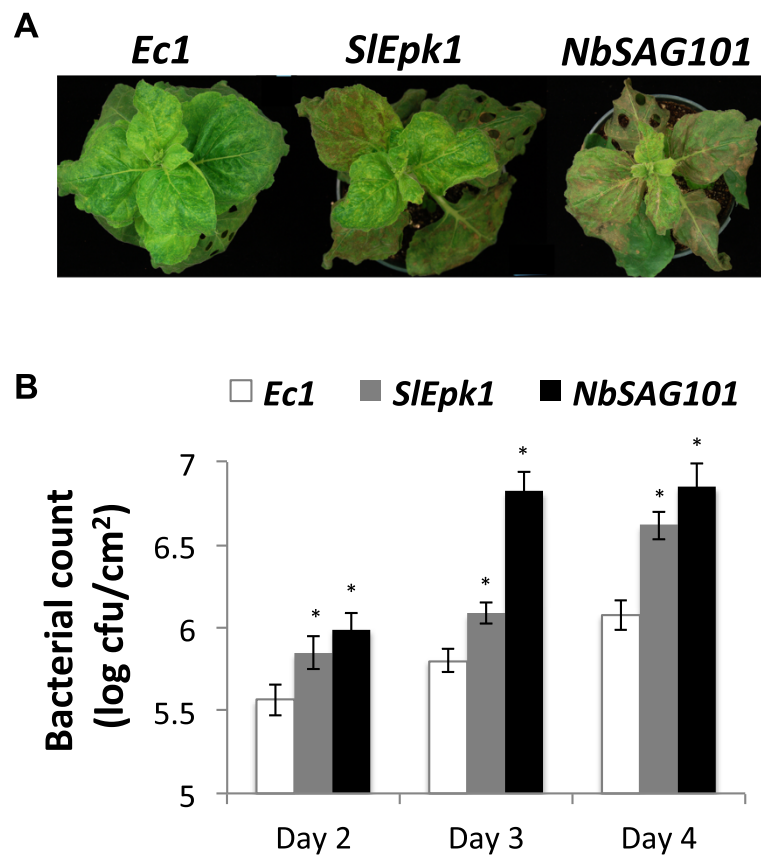 A
Ec1 SlEpk1 NbSAG101
B
Ec1 SlEpk1 NbSAG101
Bacterial count
(log cfu/cm²)
7
6.5
6
5.5
5
* * * * * *
Day 2 Day 3 Day 4